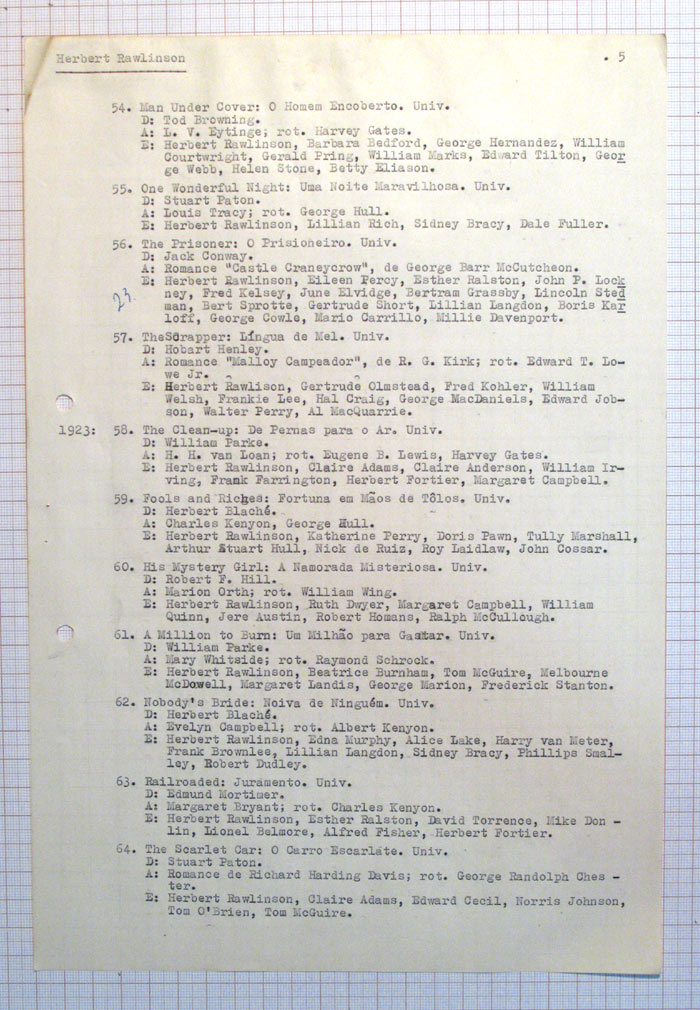 Herbert Rawlinson . 5
54. Man Under Cover: O Homem Encoberto. Univ.
D: Tod Browning.
A: L. V. Eytinge; rot. Harvey Gates.
E: Herbert Rawlinson, Barbara Bedford, George Hernandez, William
Courtwright, Gerald Pring, William Marks, Edward Tilton, Geor
ge Webb, Helen Stone, Betty Eliason.
55. One Wonderful Night: Uma Noite Maravilhosa. Univ.
D: Stuart Paton.
A: Louis Tracy; rot. George Hull.
E: Herbert Rawlinson, Lillian Rich, Sidney Bracy, Dale Fuller.
56. The Prisoner: O Prisioneiro. Univ.
D: Jack Conway.
A: Romance "Castle Craneycrow", de George Barr McCutcheon.
E: Herbert Rawlinson, Eileen Percy, Esther Ralston, John P. Lock
ney, Fred Kelsey, June Elvidge, Bertram Grassby, Lincoln Sted
23 man, Bert Sprotte, Gertrude Short, Lillian Langdon, Boris Kar
loff, George Cowle, Mario Carrillo, Millie Davenport.
57. TheScrapper: Língua de Mel. Univ.
D: Hobart Henley.
A: Romance "Malloy Campeador", de R. G. Kirk; rot. Edward T. Lo-
we Jr.
E: Herbert Rawlison, Gertrude Olmstead, Fred Kohler, William
Welsh, Frankie Lee, Hal Craig, George MacDaniels, Edward Job-
son, Walter Perry, Al MacQuarrie.
1923: 58. The Clean-up: De Pernas para o Ar. Univ.
D: William Parke.
A: H. H. van Loan; rot. Eugene B. Lewis, Harvey Gates.
E: Herbert Rawlinson, Claire Adams, Claire Anderson, William Ir-
ving, Frank Farrington, Herbert Fortier, Margaret Campbell.
59. Fools and Riches: Fortuna em Mãos de Tôlos. Univ.
D: Herbert Blaché.
A: Charles Kenyon, George Hull.
E: Herbert Rawlinson, Katherine Perry, Doris Pawn, Tully Marshall,
Arthur Stuart Hull, Nick de Ruiz, Roy Laidlaw, John Cossar.
60. His Mystery Girl: A Namorada Misteriosa. Univ.
D: Robert F. Hill.
A: Marion Orth; rot. William Wing.
E: Herbert Rawlinson, Ruth Dwyer, Margaret Campbell, William
Quinn, Jere Austin, Robert Homans, Ralph McCullough.
61. A Million to Burn: Um Milhão para Gastar. Univ.
D: William Parke.
A: Mary Whitside; rot. Raymond Schrock.
E: Herbert Rawlinson, Beatrice Burnham, Tom McGuire, Melbourne
McDowell, Margaret Landis, George Marion, Frederick Stanton.
62. Nobody's Bride: Noiva de Ninguém. Univ.
D: Herbert Blaché.
A: Evelyn Campbell; rot. Albert Kenyon.
E: Herbert Rawlinson, Edna Murphy, Alice Lake, Harry van Meter,
Frank Brownlee, Lillian Langdon, Sidney Bracy, Phillips Smal-
ley, Robert Dudley.
63. Railroaded: Juramento. Univ.
D: Edmund Mortimer.
A: Margaret Bryant; rot. Charles Kenyon.
E: Herbert Rawlinson, Esther Ralston, David Torrence, Mike Don -
lin, Lionel Belmore, Alfred Fisher, Herbert Fortier.
64. The Scarlet Car: O Carro Escarlate. Univ.
D: Stuart Paton.
A: Romance de Richard Harding Davis; rot. George Randolph Ches -
ter.
E: Herbert Rawlinson, Claire Adams, Edward Cecil, Norris Johnson,
Tom O'Brien, Tom McGuire.